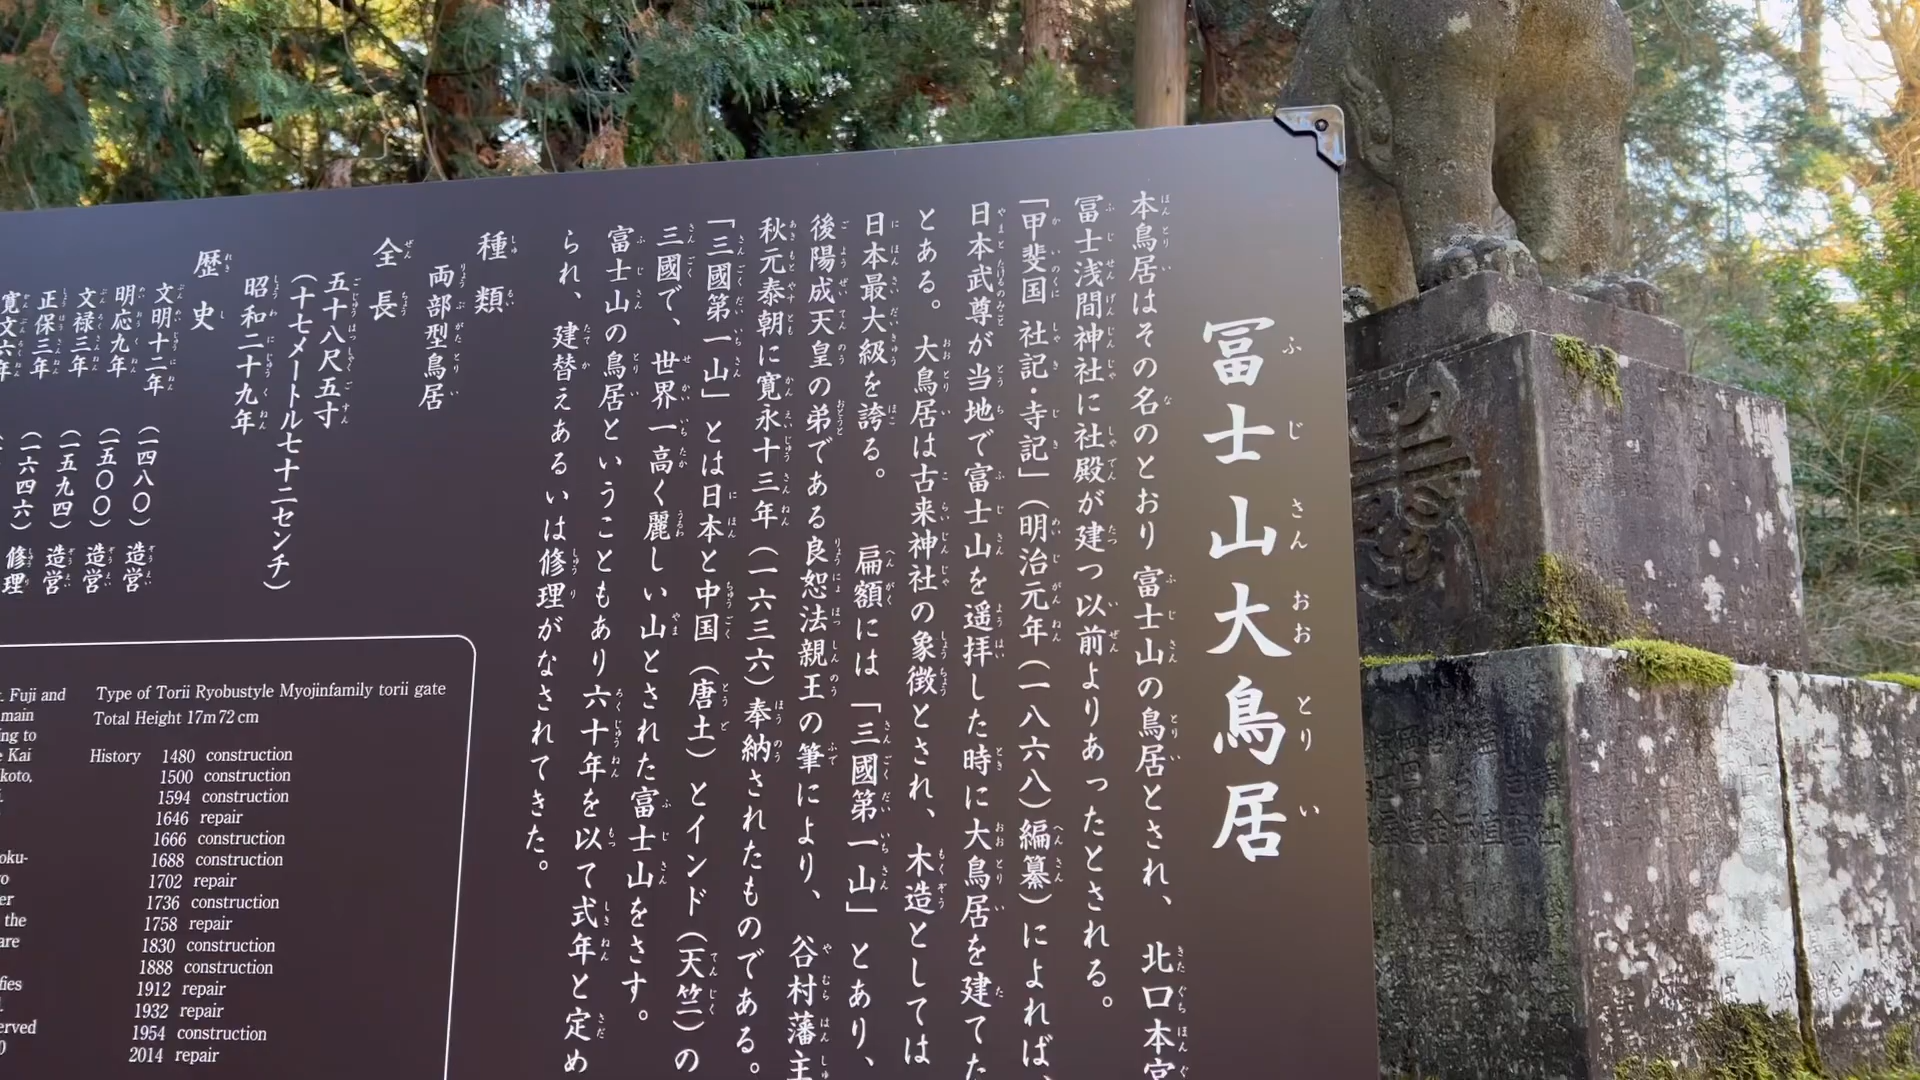 冨士山大鳥居
本鳥居はその名のとおり 富士山の鳥居とされ、 北口本宮
冨士浅間神社に社殿が建つ以前よりあったとされる。
「甲斐国 社記・寺記」(明治元年(一八六八)編纂)によれば、
日本武尊が当地で富士山を遥拝した時に大鳥居を建てた
とある。 大鳥居は古来神社の象徴とされ、 木造としては
日本最大級を誇る。 扁額には「三國第一山」とあり、
後陽成天皇の弟である良恕法親王の筆により、 谷村藩主
秋元泰朝に寛永十三年(一六三六)奉納されたものである。
「三國第一山」とは日本と中国(唐土)とインド(天竺)の
三國で、世界一高く麗しい山とされた富士山をさす。
富士山の鳥居ということもあり六十年を以て式年と定め
られ、建替えあるいは修理がなされてきた。
種類
両部型鳥居
全長
五十八尺五寸
(十七メートル七十二センチ)
昭和二十九年
歴史
文明十二年 (一四八〇) 造営
明応九年 (一五〇〇) 造営
文禄三年 (一五九四) 造営
正保三年 (一六四六) 修理
寛文六年
. Fuji and
main
ing to
e Kai
koto,
oku-
er
the
are
fies
erved
Type of Torii Ryobustyle Myojinfamily torii gate
Total Height 17m 72 cm
History 1480 construction
1500 construction
1594 construction
1646 repair
1666 construction
1688 construction
1702 repair
1736 construction
1758 repair
1830 construction
1888 construction
1912 repair
1932 repair
1954 construction
2014 repair